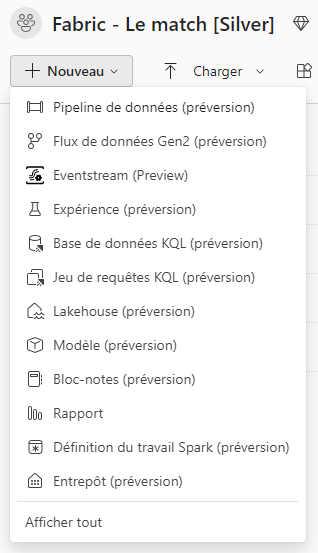 Fabric - Le match [Silver]
Nouveau
Charger
Pipeline de données (préversion)
Flux de données Gen2 (préversion)
Eventstream (Preview)
Expérience (préversion)
Base de données KQL (préversion)
Jeu de requêtes KQL (préversion)
Lakehouse (préversion)
Modèle (préversion)
Bloc-notes (préversion)
Rapport
Définition du travail Spark (préversion)
Entrepôt (préversion)
Afficher tout